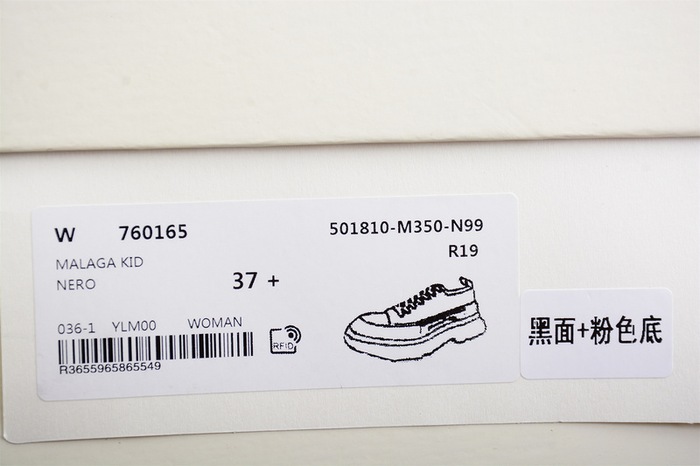 W 760165
501810-M350-N99
R19
MALAGA KID
NERO
37 +
036-1 YLM00 WOMAN
RFID
R3655965865549
黑面+粉色底